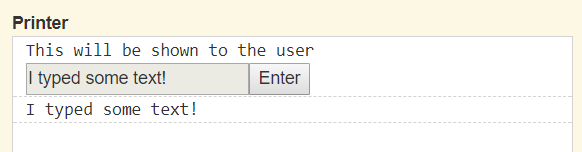 Printer
This will be shown to the user
I typed some text! Enter
I typed some text!